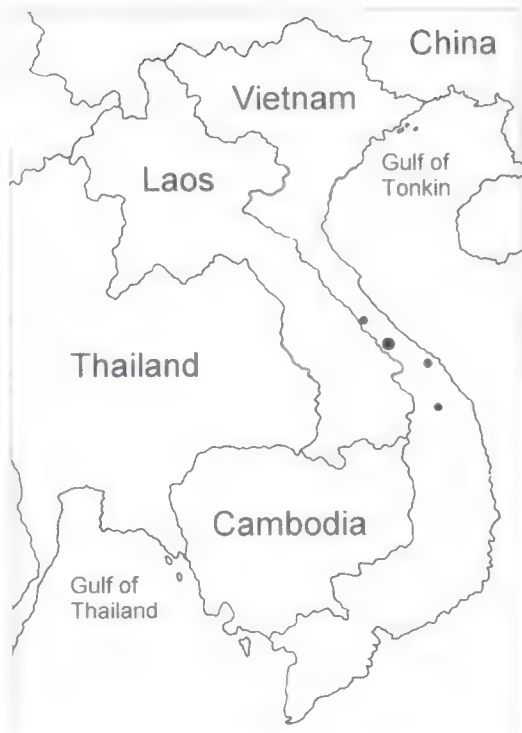 China
Vietnam
Gulf of
Tonkin
Laos
Thailand
Cambodia
Gulf of
Thailand